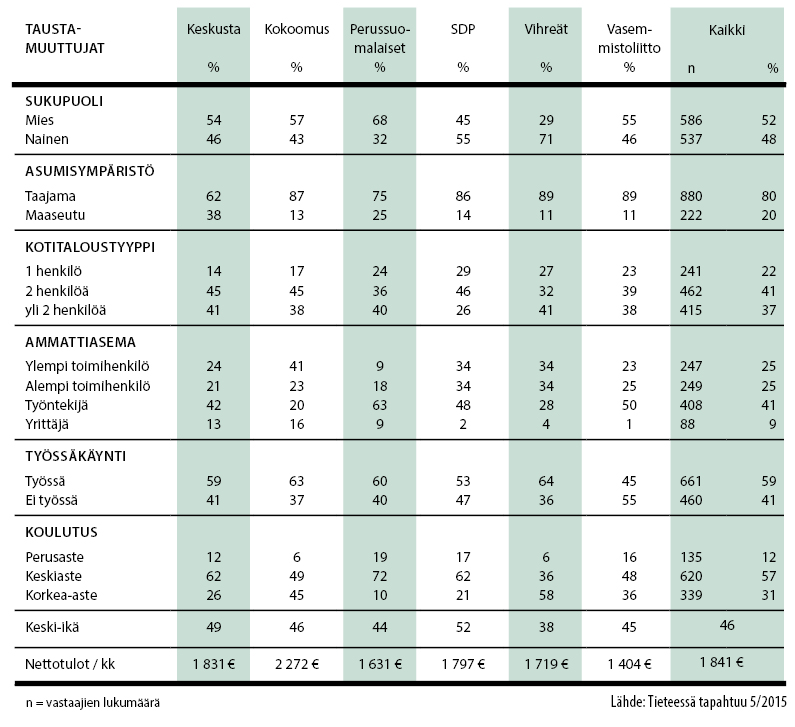 TAUSTA- Keskusta Kokoomus Perussuo- SDP Vihreät Vasem- Kaikki
MUUTTUJAT malaiset mistoliitto
% % % % % % n %
SUKUPUOLI
Mies 54 57 68 45 29 55 586 52
Nainen 46 43 32 55 71 46 537 48
ASUMISYMPÄRISTÖ
Taajama 62 87 75 86 89 89 880 80
Maaseutu 38 13 25 14 11 11 222 20
KOTITALOUSTYYPPI
1 henkilö 14 17 24 29 27 23 241 22
2 henkilöä 45 45 36 46 32 39 462 41
yli 2 henkilöä 41 38 40 26 41 38 415 37
AMMATTIASEMA
Ylempi toimihenkilö 24 41 9 34 34 23 247 25
Alempi toimihenkilö 21 23 18 34 34 25 249 25
Työntekijä 42 20 63 48 28 50 408 41
Yrittäjä 13 16 9 2 4 1 88 9
TYÖSSÄKÄYNTI
Työssä 59 63 60 53 64 45 661 59
Ei työssä 41 37 40 47 36 55 460 41
KOULUTUS
Perusaste 12 6 19 17 6 16 135 12
Keskiaste 62 49 72 62 36 48 620 57
Korkea-aste 26 45 10 21 58 36 339 31
Keski-ikä 49 46 44 52 38 45 46
Nettotulot / kk 1 831 € 2 272 € 1 631 € 1 797 € 1 719 € 1 404 € 1 841 €
n = vastaajien lukumäärä Lähde: Tieteessä tapahtuu 5/2015